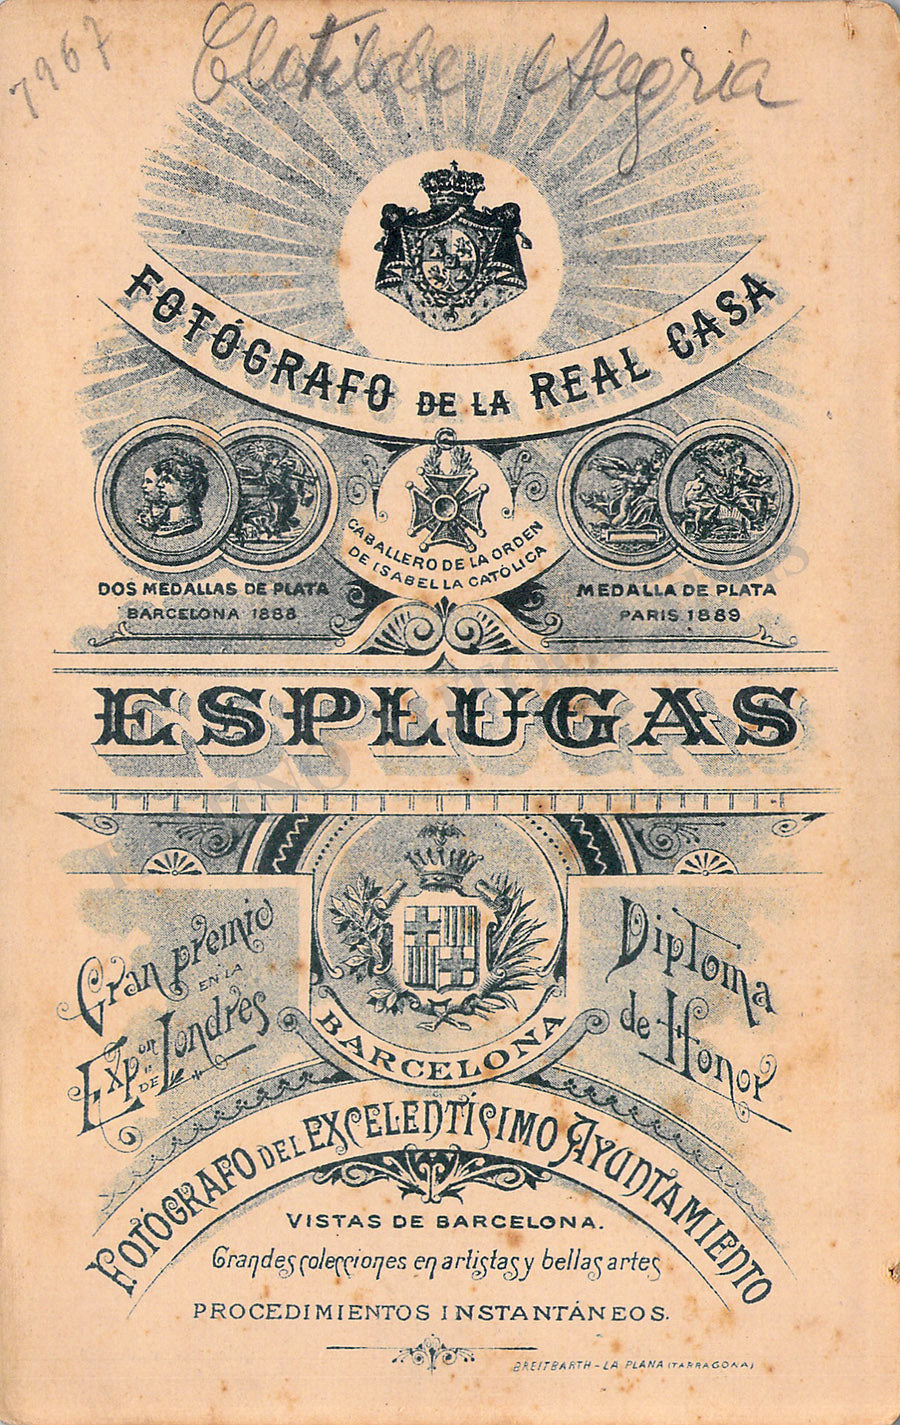 7967
Clotilde Alegria
FOTÓGRAFO DE LA REAL CASA
CABALLERO DE LA ORDEN
DE ISABEL LA CATÓLICA
DOS MEDALLAS DE PLATA
BARCELONA 1888
MEDALLA DE PLATA
PARIS 1889
ESPLUGAS
Gran premio
EN LA
Expon. DE Londres
Diploma
de Honor
BARCELONA
FOTÓGRAFO DEL EXCELENTÍSIMO AYUNTAMIENTO
VISTAS DE BARCELONA.
Grandes colecciones en artistas y bellas artes
PROCEDIMIENTOS INSTANTÁNEOS.
BREITBARTH - LA PLANA (TARRAGONA)